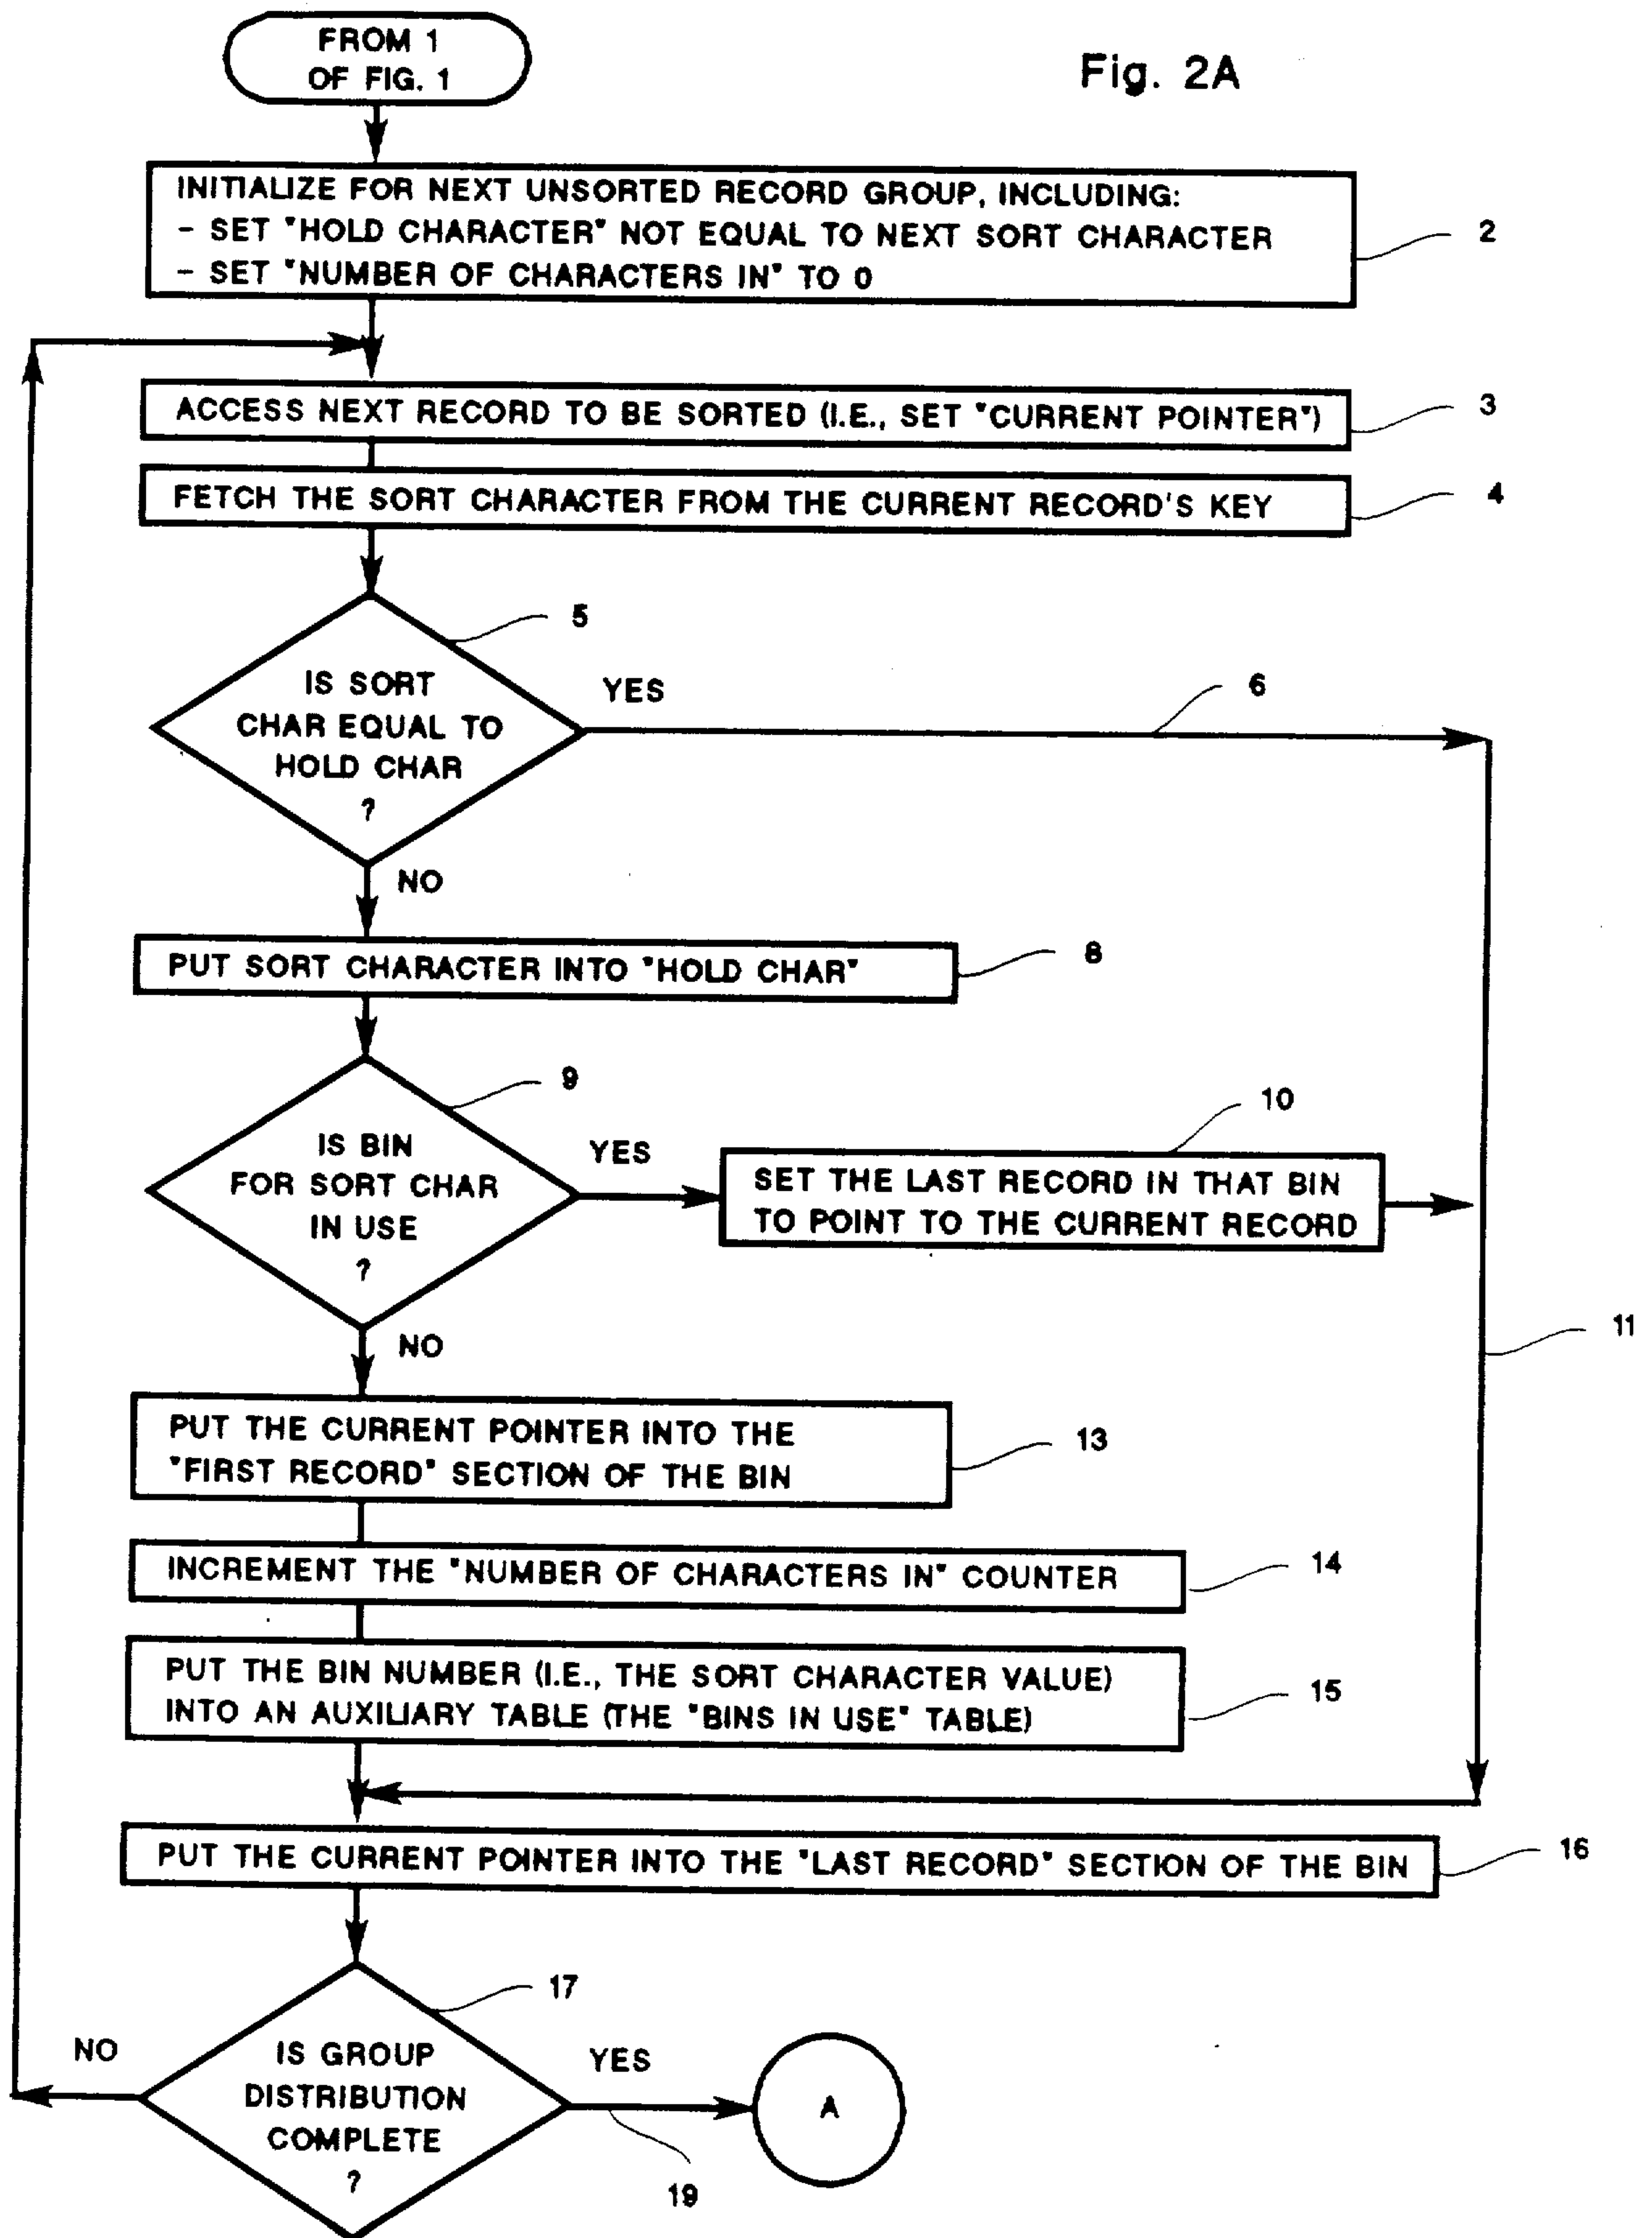 FROM 1
OF FIG. 1
Fig. 2A
INITIALIZE FOR NEXT UNSORTED RECORD GROUP, INCLUDING:
- SET "HOLD CHARACTER" NOT EQUAL TO NEXT SORT CHARACTER
- SET "NUMBER OF CHARACTERS IN" TO 0
2
ACCESS NEXT RECORD TO BE SORTED (I.E., SET "CURRENT POINTER")
3
FETCH THE SORT CHARACTER FROM THE CURRENT RECORD'S KEY
4
5
IS SORT
CHAR EQUAL TO
HOLD CHAR
?
YES
6
NO
PUT SORT CHARACTER INTO "HOLD CHAR"
8
9
IS BIN
FOR SORT CHAR
IN USE
?
YES
10
SET THE LAST RECORD IN THAT BIN
TO POINT TO THE CURRENT RECORD
11
NO
PUT THE CURRENT POINTER INTO THE
"FIRST RECORD" SECTION OF THE BIN
13
INCREMENT THE "NUMBER OF CHARACTERS IN" COUNTER
14
PUT THE BIN NUMBER (I.E., THE SORT CHARACTER VALUE)
INTO AN AUXILIARY TABLE (THE "BINS IN USE" TABLE)
15
PUT THE CURRENT POINTER INTO THE "LAST RECORD" SECTION OF THE BIN
16
17
NO
IS GROUP
DISTRIBUTION
COMPLETE
?
YES
19
A